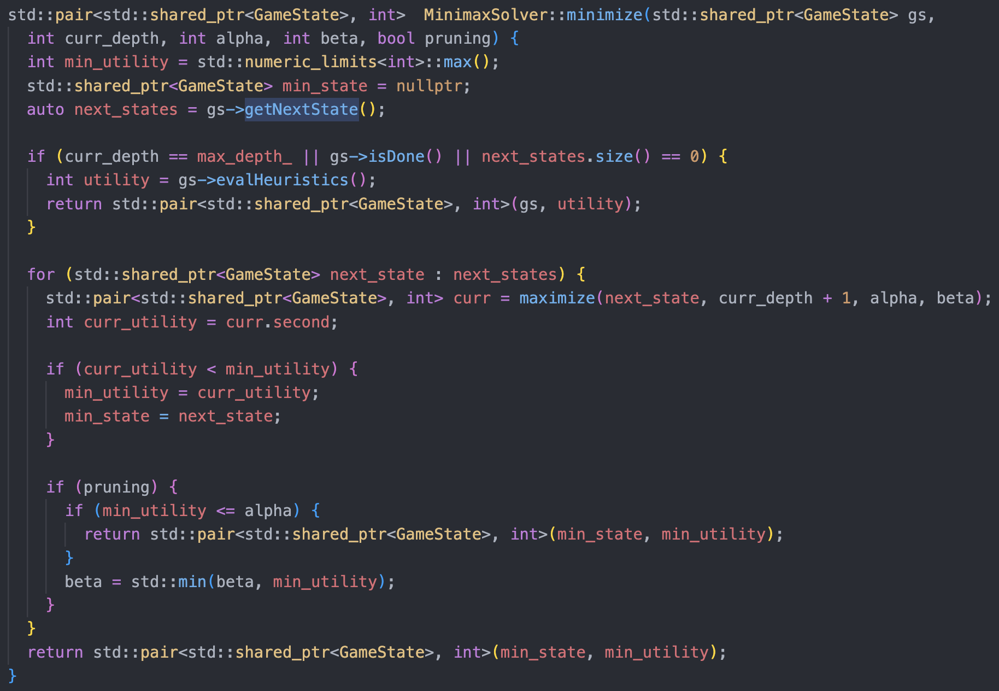 std::pair<std::shared_ptr<GameState>, int>  MinimaxSolver::minimize(std::shared_ptr<GameState> gs,
  int curr_depth, int alpha, int beta, bool pruning) {
  int min_utility = std::numeric_limits<int>::max();
  std::shared_ptr<GameState> min_state = nullptr;
  auto next_states = gs->getNextState();

  if (curr_depth == max_depth_ || gs->isDone() || next_states.size() == 0) {
    int utility = gs->evalHeuristics();
    return std::pair<std::shared_ptr<GameState>, int>(gs, utility);
  }

  for (std::shared_ptr<GameState> next_state : next_states) {
    std::pair<std::shared_ptr<GameState>, int> curr = maximize(next_state, curr_depth + 1, alpha, beta);
    int curr_utility = curr.second;

    if (curr_utility < min_utility) {
      min_utility = curr_utility;
      min_state = next_state;
    }

    if (pruning) {
      if (min_utility <= alpha) {
        return std::pair<std::shared_ptr<GameState>, int>(min_state, min_utility);
      }
      beta = std::min(beta, min_utility);
    }
  }
  return std::pair<std::shared_ptr<GameState>, int>(min_state, min_utility);
}